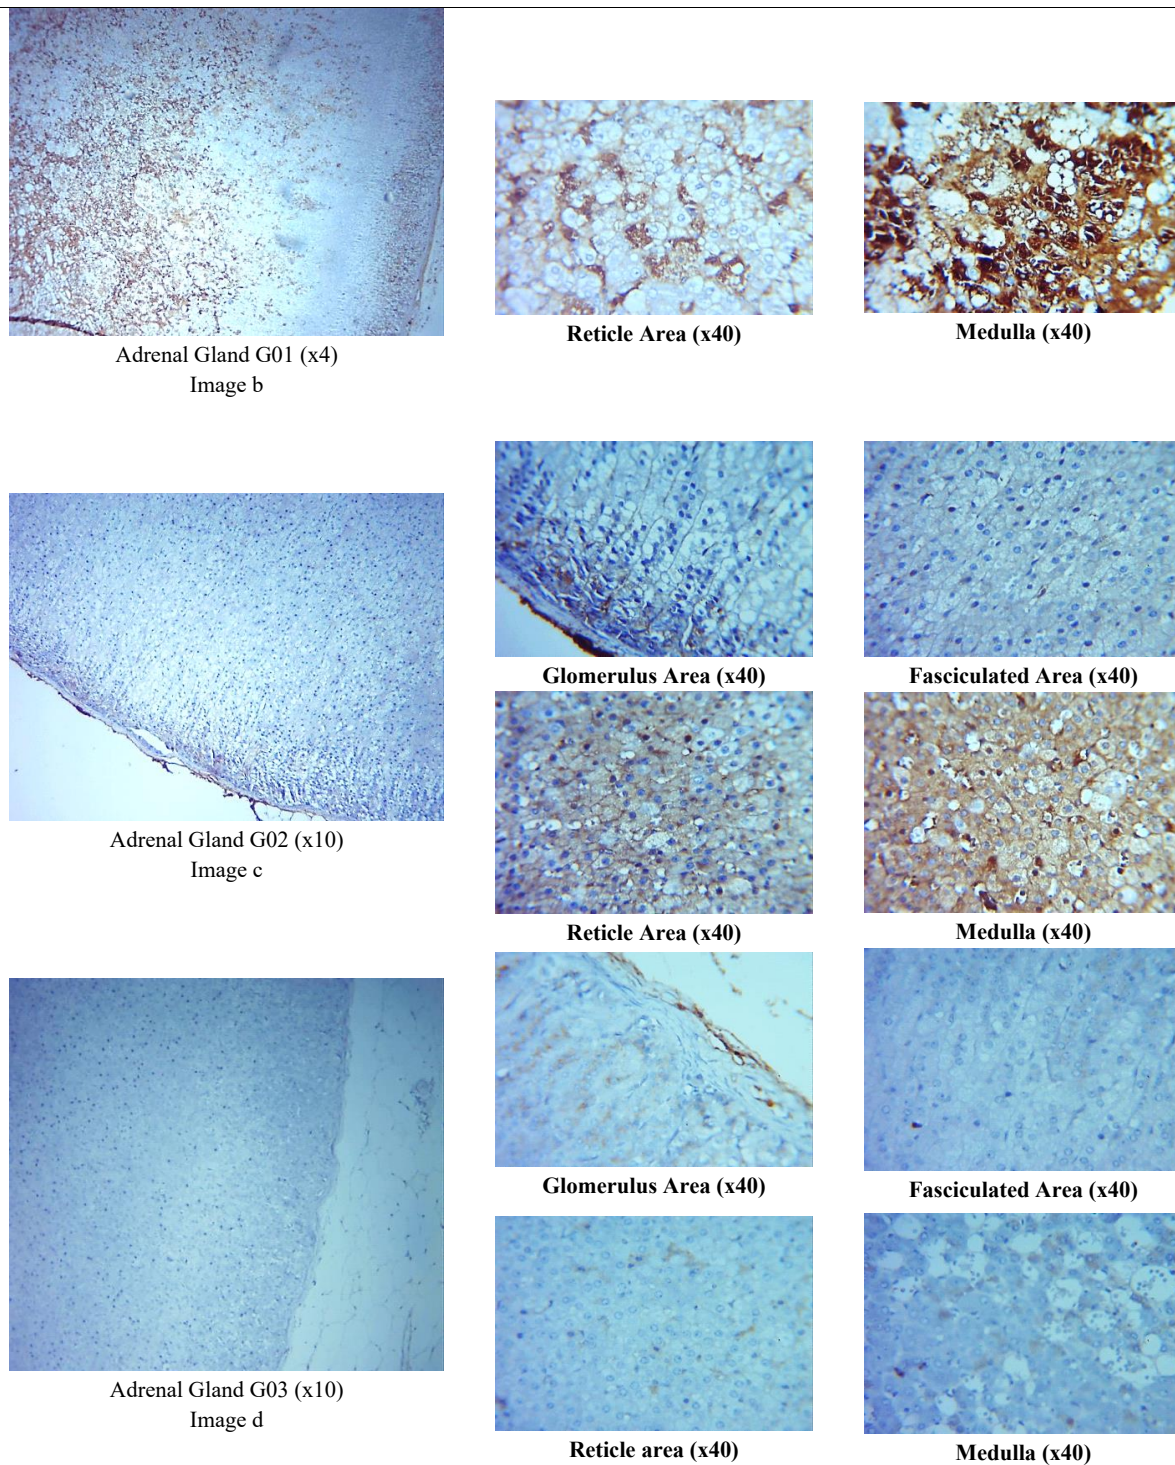 Adrenal Gland G01 (x4)
Image b
Reticle Area (x40)
Medulla (x40)
Adrenal Gland G02 (x10)
Image c
Glomerulus Area (x40)
Fasciculated Area (x40)
Reticle Area (x40)
Medulla (x40)
Adrenal Gland G03 (x10)
Image d
Glomerulus Area (x40)
Fasciculated Area (x40)
Reticle area (x40)
Medulla (x40)